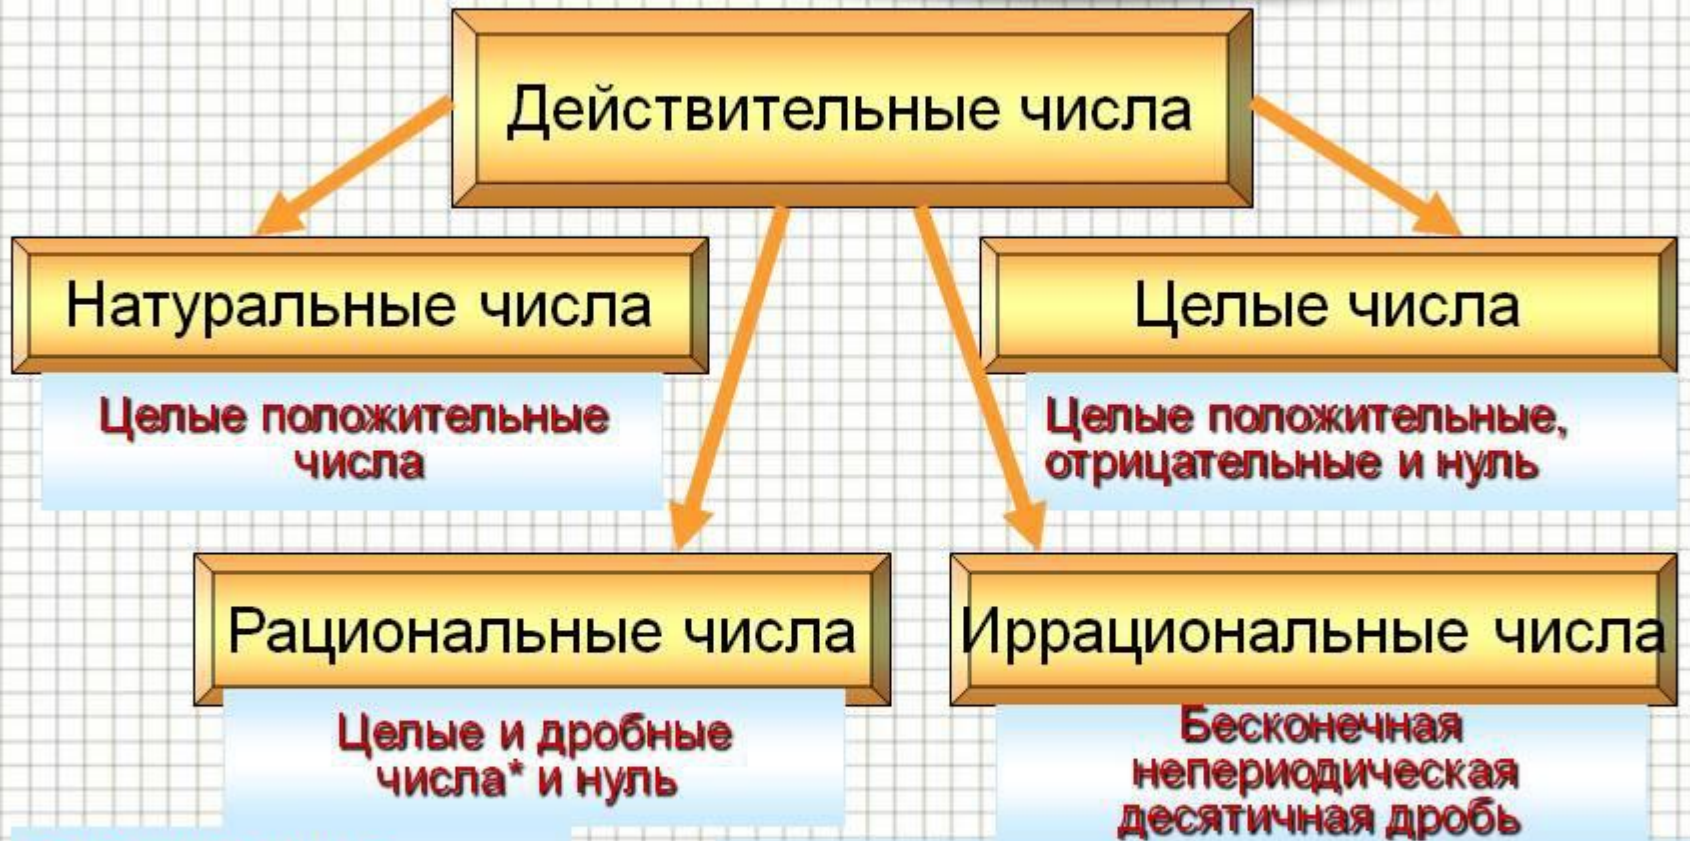 Действительные числа
Натуральные числа
Целые положительные
числа
Целые числа
Целые положительные,
отрицательные и нуль
Рациональные числа
Целые и дробные
числа* и нуль
Иррациональные числа
Бесконечная
непериодическая
десятичная дробь